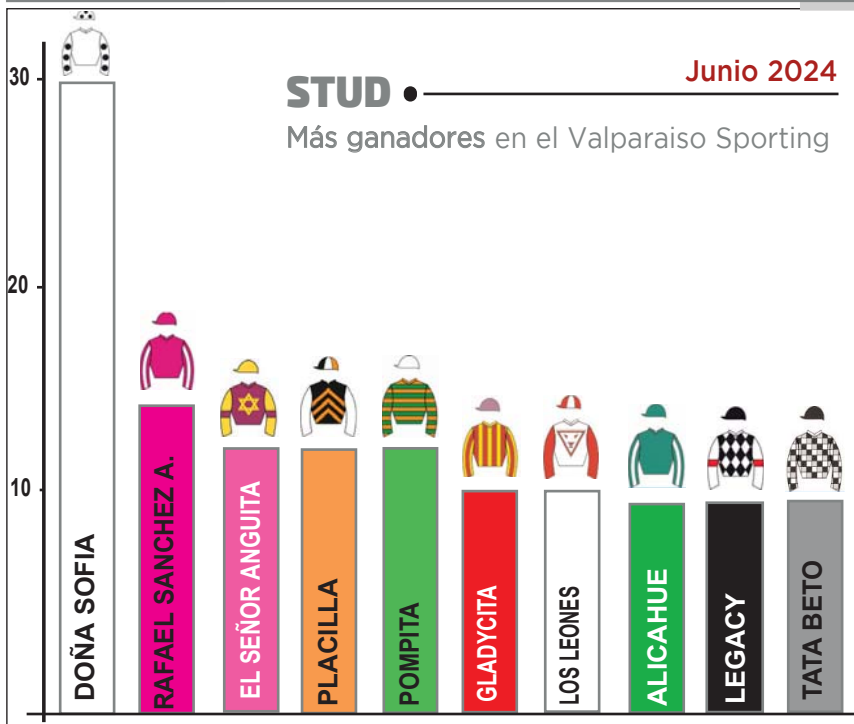 STUD
Junio 2024
Más ganadores en el Valparaiso Sporting
30
20
10
DOÑA SOFIA
RAFAEL SANCHEZ A.
EL SEÑOR ANGUITA
PLACILLA
POMPITA
GLADYCITA
LOS LEONES
ALICAHUE
LEGACY
TATA BETO